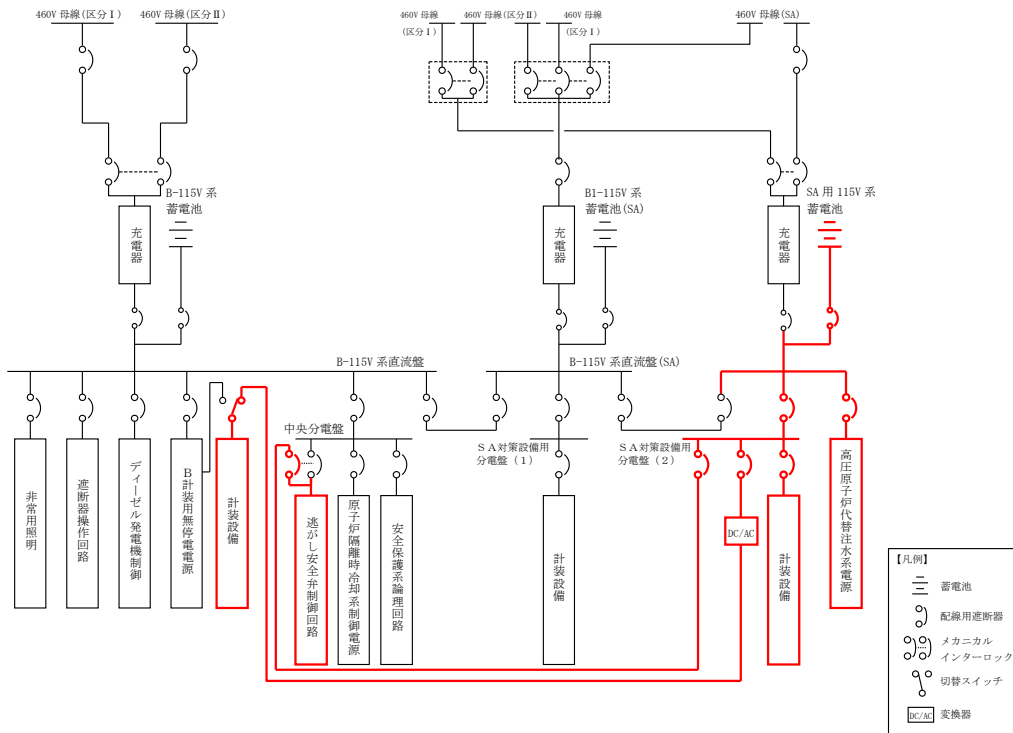 460V 母線(区分Ⅰ)
460V 母線(区分Ⅱ)
460V 母線
(区分Ⅰ)
460V 母線(区分Ⅱ)
460V 母線
(区分Ⅰ)
460V 母線(SA)
B-115V 系
蓄電池
充電器
B1-115V 系
蓄電池(SA)
充電器
SA 用 115V 系
蓄電池
充電器
B-115V 系直流盤
B-115V 系直流盤(SA)
中央分電盤
SA対策設備用
分電盤(1)
SA対策設備用
分電盤(2)
非常用照明
遮断器操作回路
ディーゼル発電機制御
B計装用無停電電源
計装設備
逃がし安全弁制御回路
原子炉隔離時冷却系制御電源
安全保護系論理回路
計装設備
DC/AC
計装設備
高圧原子炉代替注水系電源
【凡例】
蓄電池
配線用遮断器
メカニカル
インターロック
切替スイッチ
DC/AC 変換器